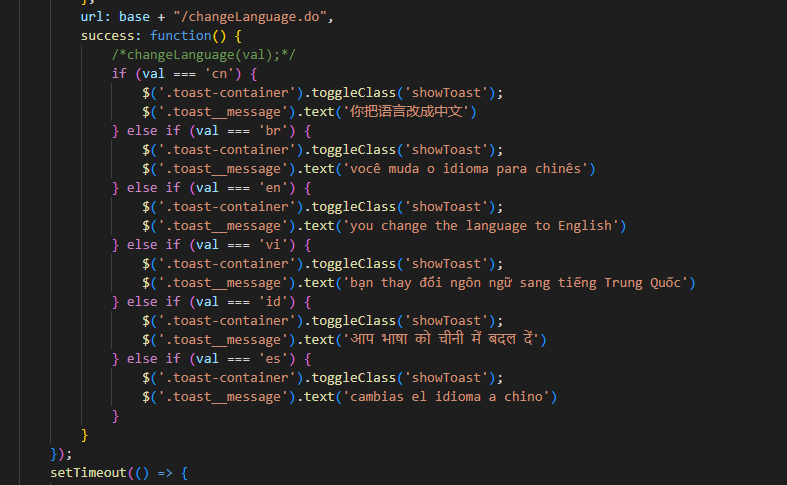 };
url: base + "/changeLanguage.do",
success: function() {
/*changeLanguage(val);*/
if (val === 'cn') {
$('.toast-container').toggleClass('showToast');
$('.toast__message').text('你把语言改成中文')
} else if (val === 'br') {
$('.toast-container').toggleClass('showToast');
$('.toast__message').text('você muda o idioma para chinês')
} else if (val === 'en') {
$('.toast-container').toggleClass('showToast');
$('.toast__message').text('you change the language to English')
} else if (val === 'vi') {
$('.toast-container').toggleClass('showToast');
$('.toast__message').text('bạn thay đổi ngôn ngữ sang tiếng Trung Quốc')
} else if (val === 'id') {
$('.toast-container').toggleClass('showToast');
$('.toast__message').text('आप भाषा को चीनी में बदल दें')
} else if (val === 'es') {
$('.toast-container').toggleClass('showToast');
$('.toast__message').text('cambias el idioma a chino')
}
}
});
setTimeout(() => {